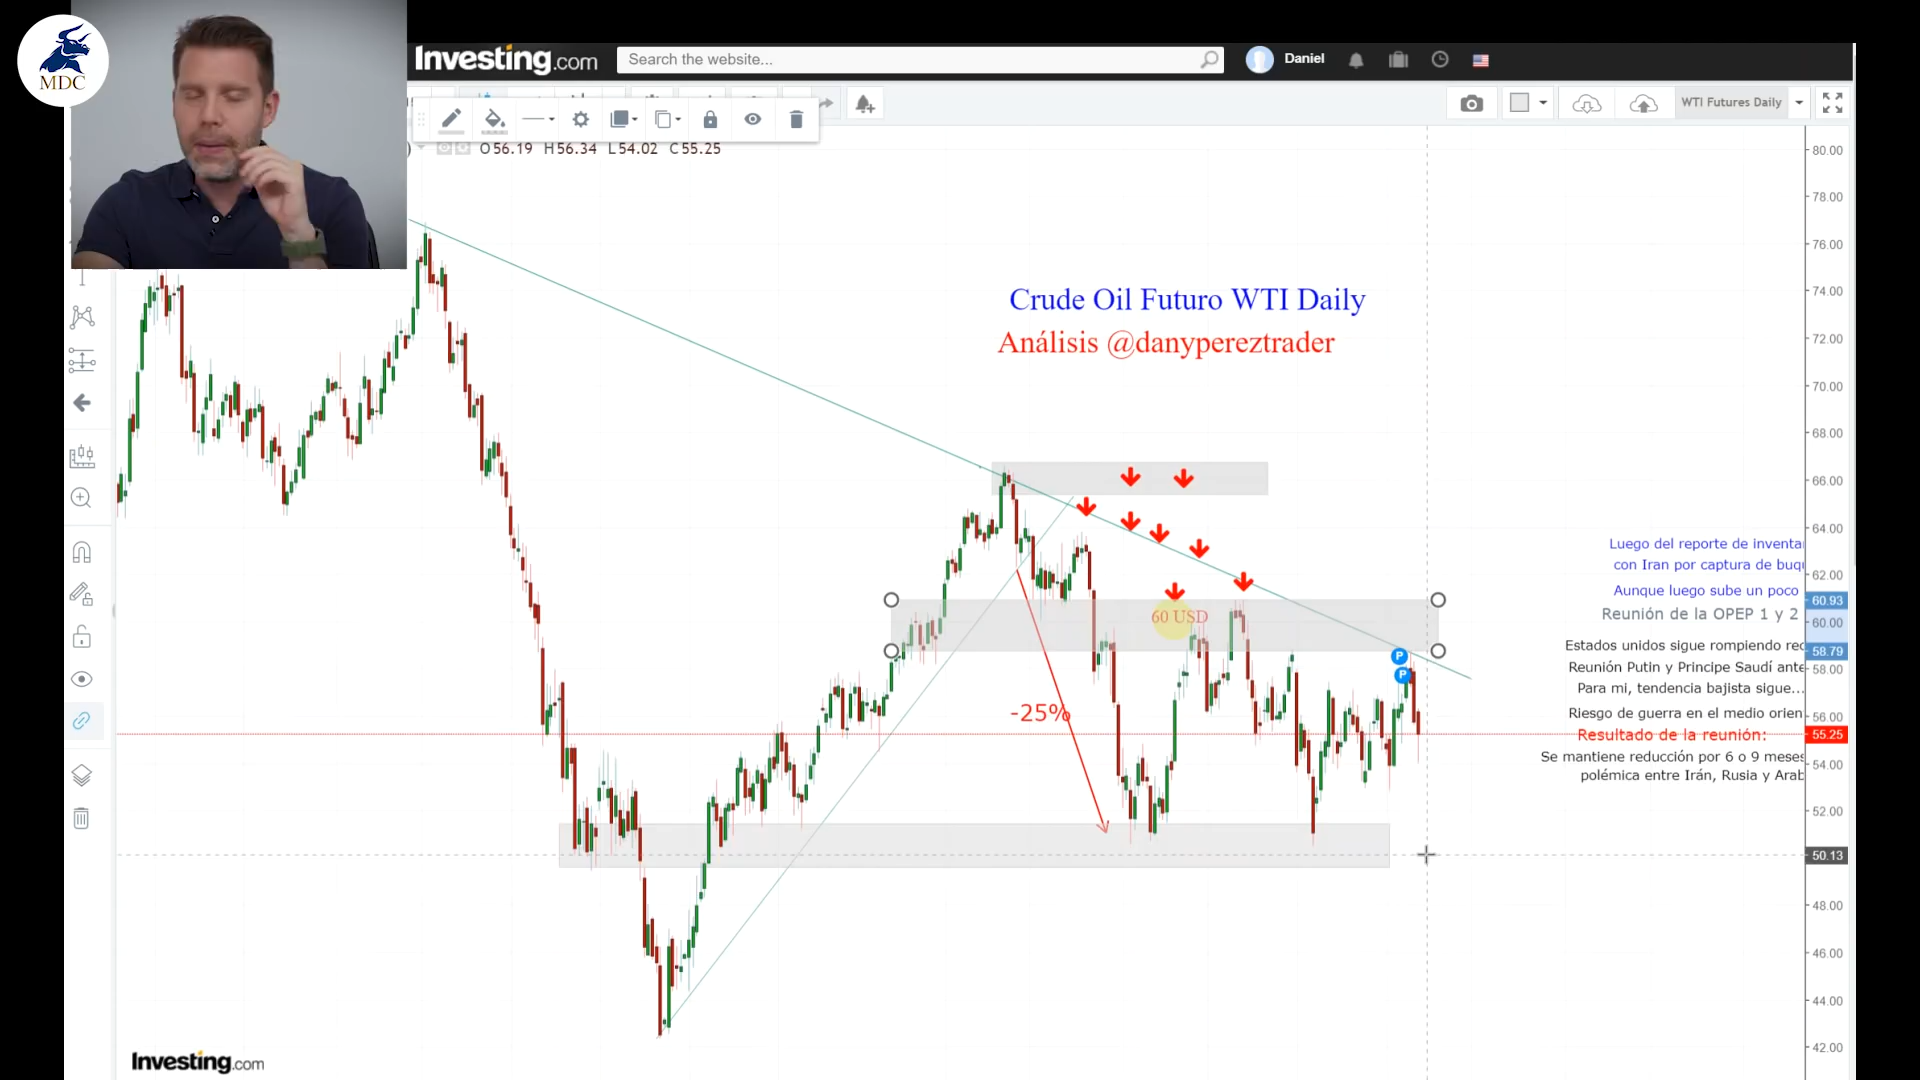 MDC
Investing.com
Search the website...
Daniel
WTI Futures Daily
O56.19 H56.34 L54.02 C55.25
80.00
78.00
76.00
74.00
72.00
70.00
68.00
66.00
64.00
62.00
60.93
60.00
58.79
58.00
56.00
55.25
54.00
52.00
50.13
48.00
46.00
44.00
42.00
Crude Oil Futuro WTI Daily
Análisis @danypereztrader
60 USD
-25%
P
P
Luego del reporte de inventa
con Iran por captura de buq
Aunque luego sube un poco
Reunión de la OPEP 1 y 2
Estados unidos sigue rompiendo rec
Reunión Putin y Principe Saudí ante
Para mi, tendencia bajista sigue...
Riesgo de guerra en el medio orien
Resultado de la reunión:
Se mantiene reducción por 6 o 9 meses
polémica entre Irán, Rusia y Arab
Investing.com